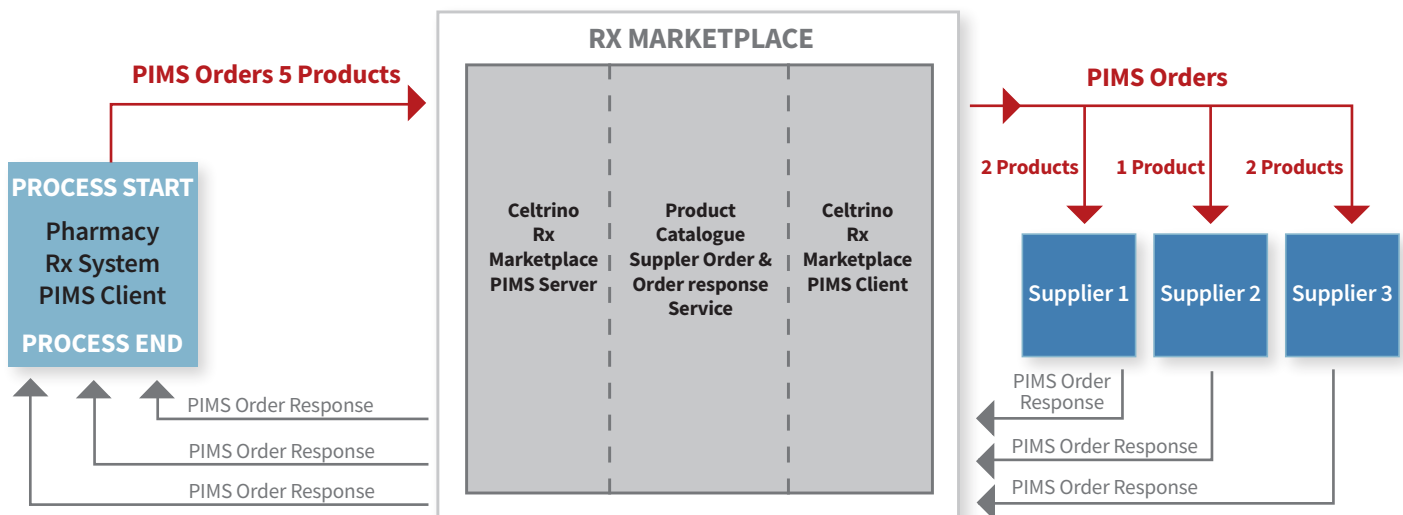 RX MARKETPLACE
PIMS Orders 5 Products
PROCESS START
Pharmacy
Rx System
PIMS Client
PROCESS END
Celtrino
Rx
Marketplace
PIMS Server
Product
Catalogue
Suppler Order &
Order response
Service
Celtrino
Rx
Marketplace
PIMS Client
PIMS Orders
2 Products
1 Product
2 Products
Supplier 1
Supplier 2
Supplier 3
PIMS Order
Response
PIMS Order Response
PIMS Order Response
PIMS Order Response
PIMS Order Response
PIMS Order Response